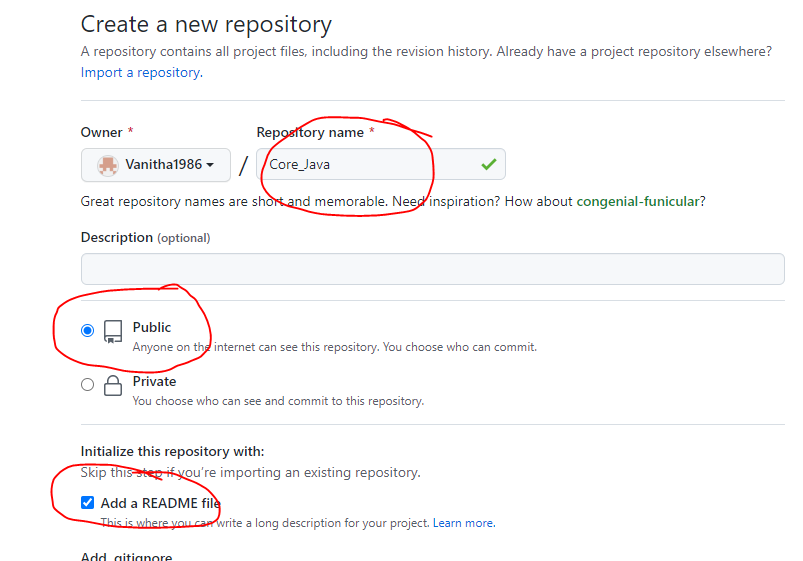 Create a new repository
A repository contains all project files, including the revision history. Already have a project repository elsewhere?
Import a repository.
Owner * Repository name *
Vanitha1986 / Core_Java
Great repository names are short and memorable. Need inspiration? How about congenial-funicular?
Description (optional)
Public
Anyone on the internet can see this repository. You choose who can commit.
Private
You choose who can see and commit to this repository.
Initialize this repository with:
Skip this step if you're importing an existing repository.
Add a README file
This is where you can write a long description for your project. Learn more.
Add .gitignore